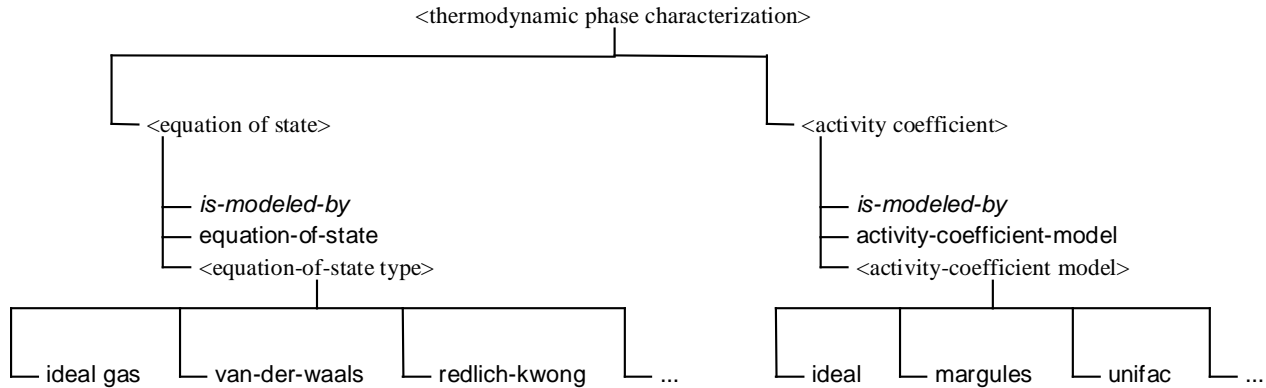 <thermodynamic phase characterization>
<equation of state>
<activity coefficient>
is-modeled-by
equation-of-state
<equation-of-state type>
is-modeled-by
activity-coefficient-model
<activity-coefficient model>
ideal gas
van-der-waals
redlich-kwong
...
ideal
margules
unifac
...